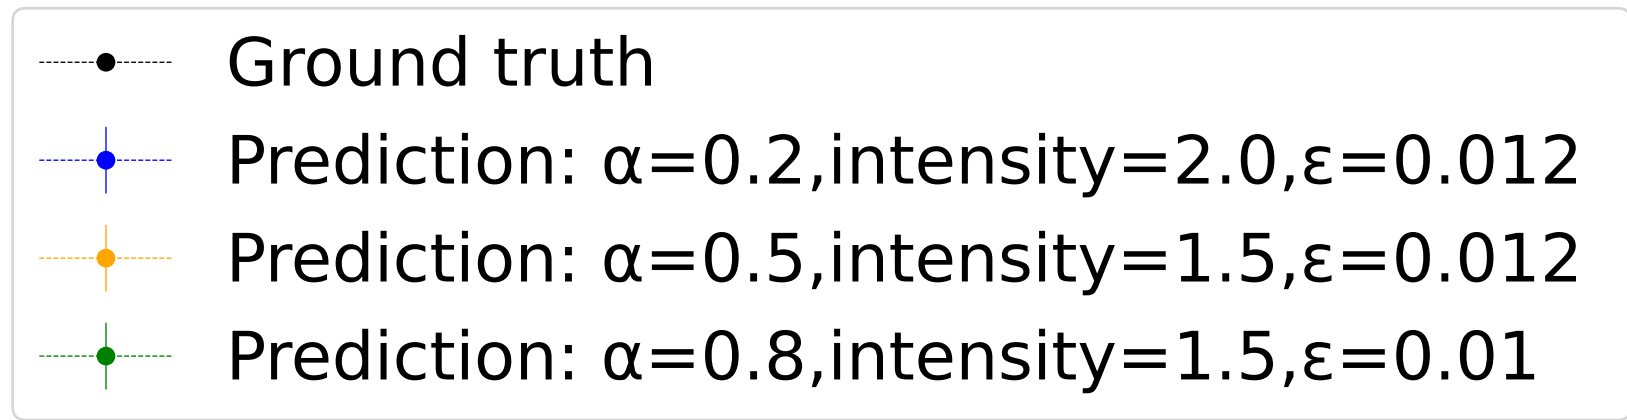 Ground truth
Prediction: α=0.2,intensity=2.0,ε=0.012
Prediction: α=0.5,intensity=1.5,ε=0.012
Prediction: α=0.8,intensity=1.5,ε=0.01